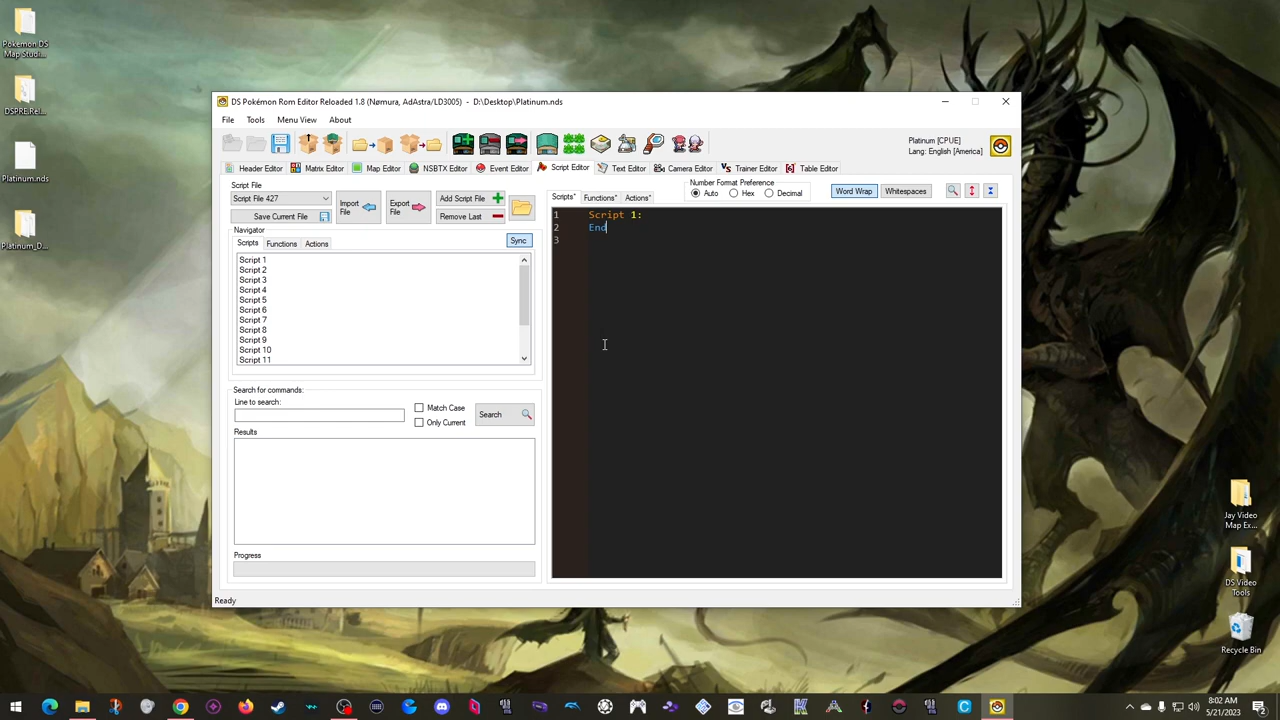 Pokemon DS
Map Studi...
DSPRE\Rel...
Platinum.nds
Platinum_D...
DS Pokémon Rom Editor Reloaded 1.8 (Nømura, AdAstra/LD3005) - D:\Desktop\Platinum.nds
File Tools Menu View About
Platinum [CPUE]
Lang: English [America]
Header Editor Matrix Editor Map Editor NSBTX Editor Event Editor Script Editor Text Editor Camera Editor Trainer Editor Table Editor
Script File
Script File 427
Save Current File
Import
File
Export
File
Add Script File
Remove Last
Scripts* Functions* Actions*
Number Format Preference
Auto Hex Decimal
Word Wrap Whitespaces
Navigator
Scripts Functions Actions
Sync
Script 1
Script 2
Script 3
Script 4
Script 5
Script 6
Script 7
Script 8
Script 9
Script 10
Script 11
1 Script 1:
2 End
3
Search for commands:
Line to search:
Match Case
Only Current
Search
Results
Progress
Ready
Jay Video
Map Ex...
DS Video
Tools
Recycle Bin
8:02 AM
5/21/2023